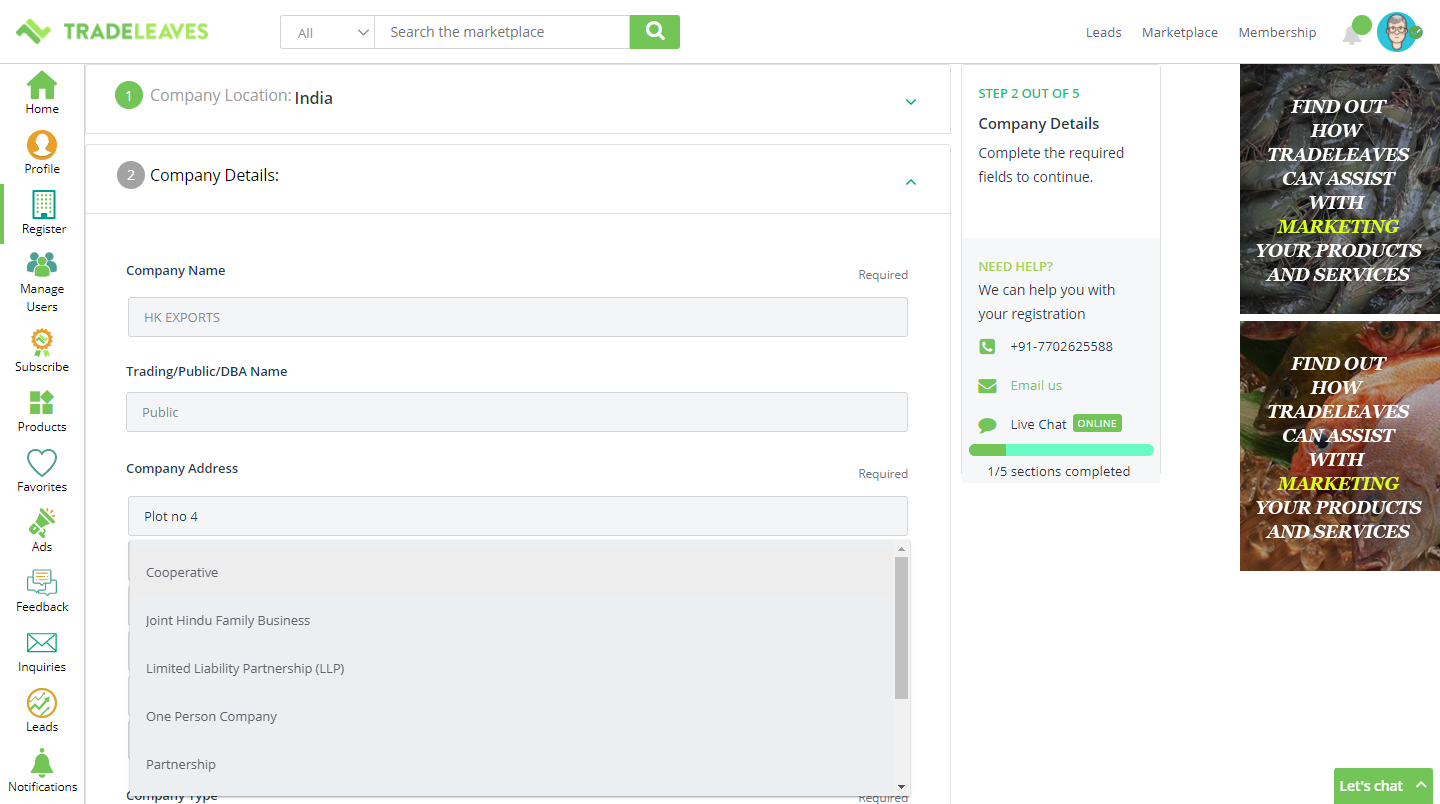 TRADELEAVES
All
Search the marketplace
Leads
Marketplace
Membership
Home
Profile
Register
Manage
Users
Subscribe
Products
Favorites
Ads
Feedback
Inquiries
Leads
Notifications
1 Company Location: India
2 Company Details:
Company Name
Required
HK EXPORTS
Trading/Public/DBA Name
Public
Company Address
Required
Plot no 4
Cooperative
Joint Hindu Family Business
Limited Liability Partnership (LLP)
One Person Company
Partnership
Company Type
Required
STEP 2 OUT OF 5
Company Details
Complete the required
fields to continue.
NEED HELP?
We can help you with
your registration
+91-7702625588
Email us
Live Chat ONLINE
1/5 sections completed
FIND OUT
HOW
TRADELEAVES
CAN ASSIST
WITH
MARKETING
YOUR PRODUCTS
AND SERVICES
FIND OUT
HOW
TRADELEAVES
CAN ASSIST
WITH
MARKETING
YOUR PRODUCTS
AND SERVICES
Let's chat